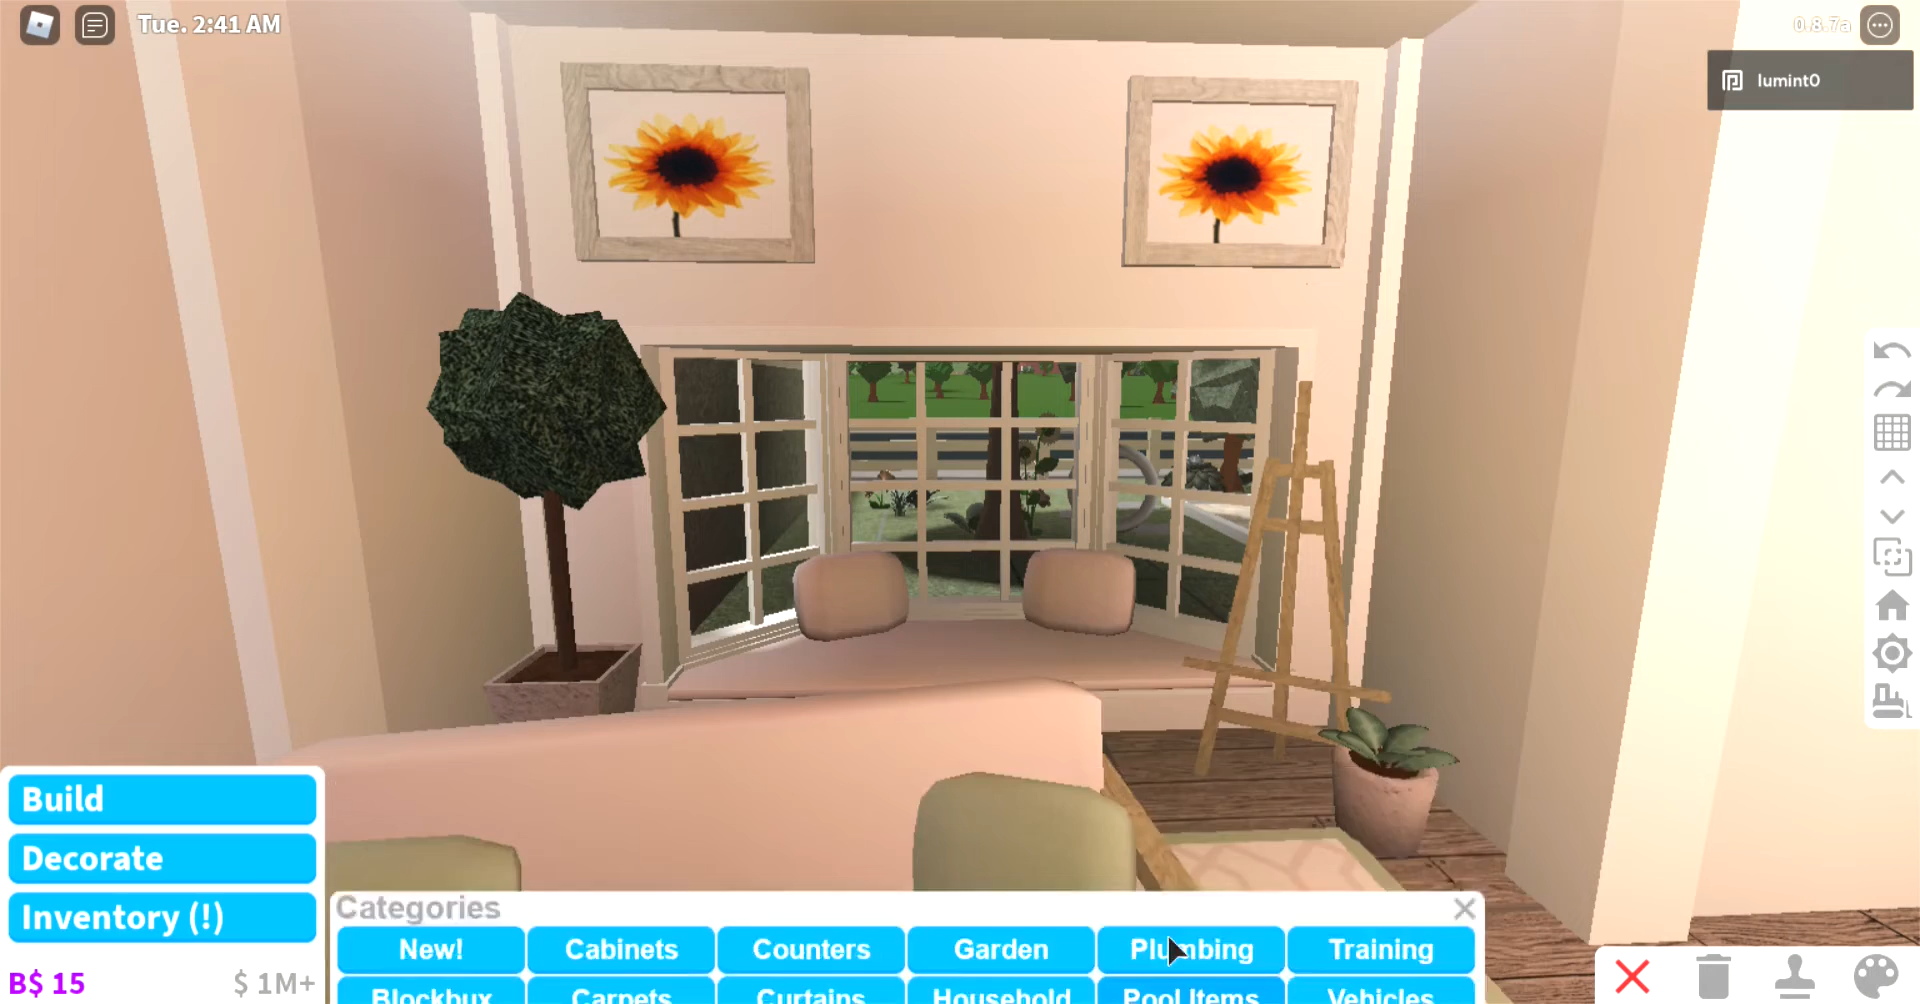 Tue. 2:41 AM
0.8.7a
lumint0
Build
Decorate
Inventory (!)
B$ 15
$ 1M+
Categories
New! Cabinets Counters Garden Plumbing Training
Blockbux Carpets Curtains Household Pool Items Vehicles